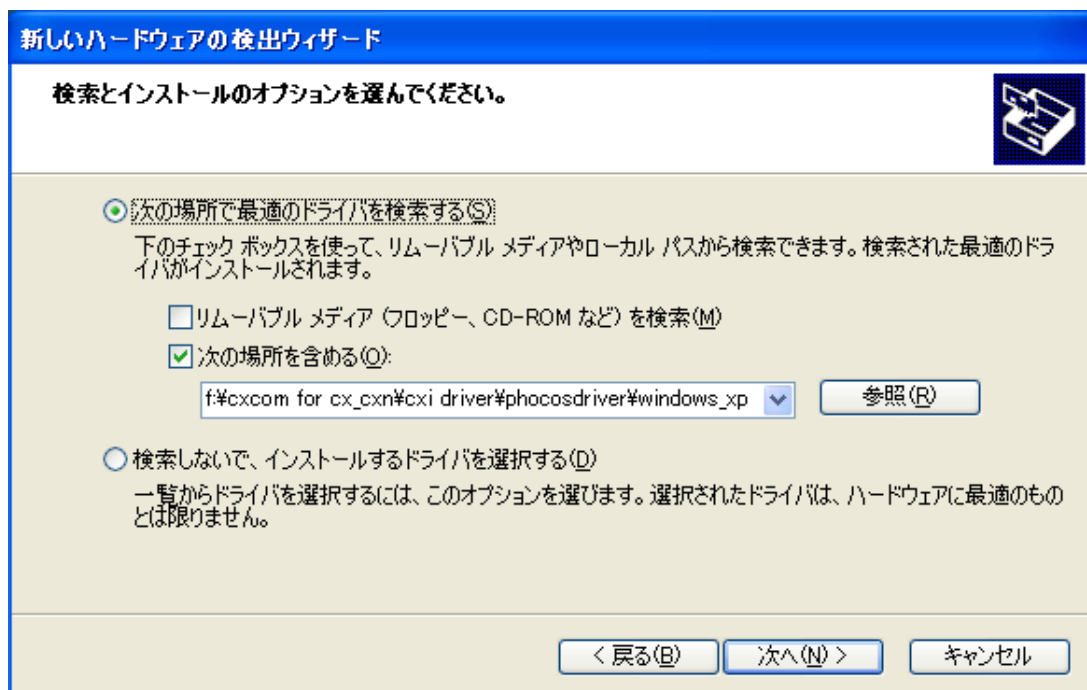 新しいハードウェアの検出ウィザード
検索とインストールのオプションを選んでください。
次の場所で最適のドライバを検索する(S)
下のチェック ボックスを使って、リムーバブル メディアやローカル パスから検索できます。検索された最適のドラ
イバがインストールされます。
リムーバブル メディア (フロッピー、CD-ROM など) を検索(M)
次の場所を含める(O):
f:¥cxcom for cx_cxn¥cxi driver¥phocosdriver¥windows_xp
参照(R)
検索しないで、インストールするドライバを選択する(D)
一覧からドライバを選択するには、このオプションを選びます。選択されたドライバは、ハードウェアに最適のもの
とは限りません。
< 戻る(B)
次へ(N) >
キャンセル